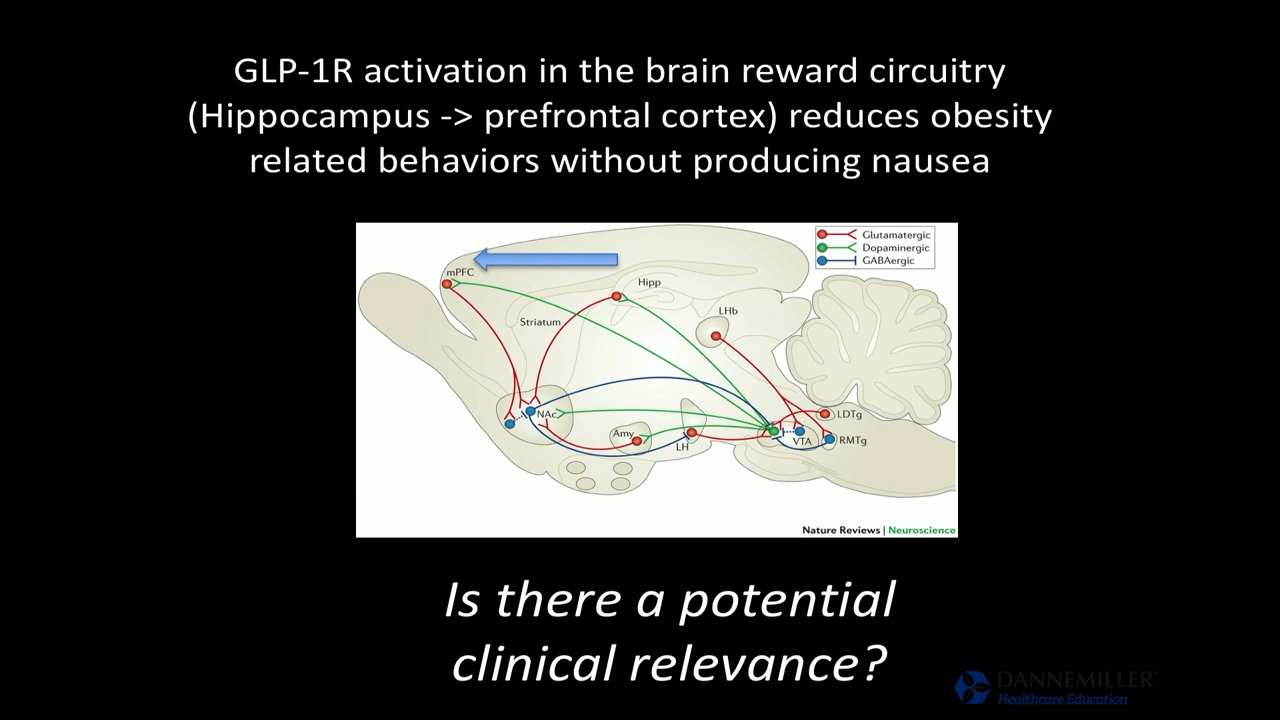 GLP-1R activation in the brain reward circuitry
(Hippocampus -> prefrontal cortex) reduces obesity
related behaviors without producing nausea
Glutamatergic
Dopaminergic
GABAergic
mPFC
Hipp
LHb
Striatum
NAc
LDTg
Amy
LH
VTA
RMTg
Nature Reviews | Neuroscience
Is there a potential
clinical relevance?
DANNEMILLER™
Healthcare Education